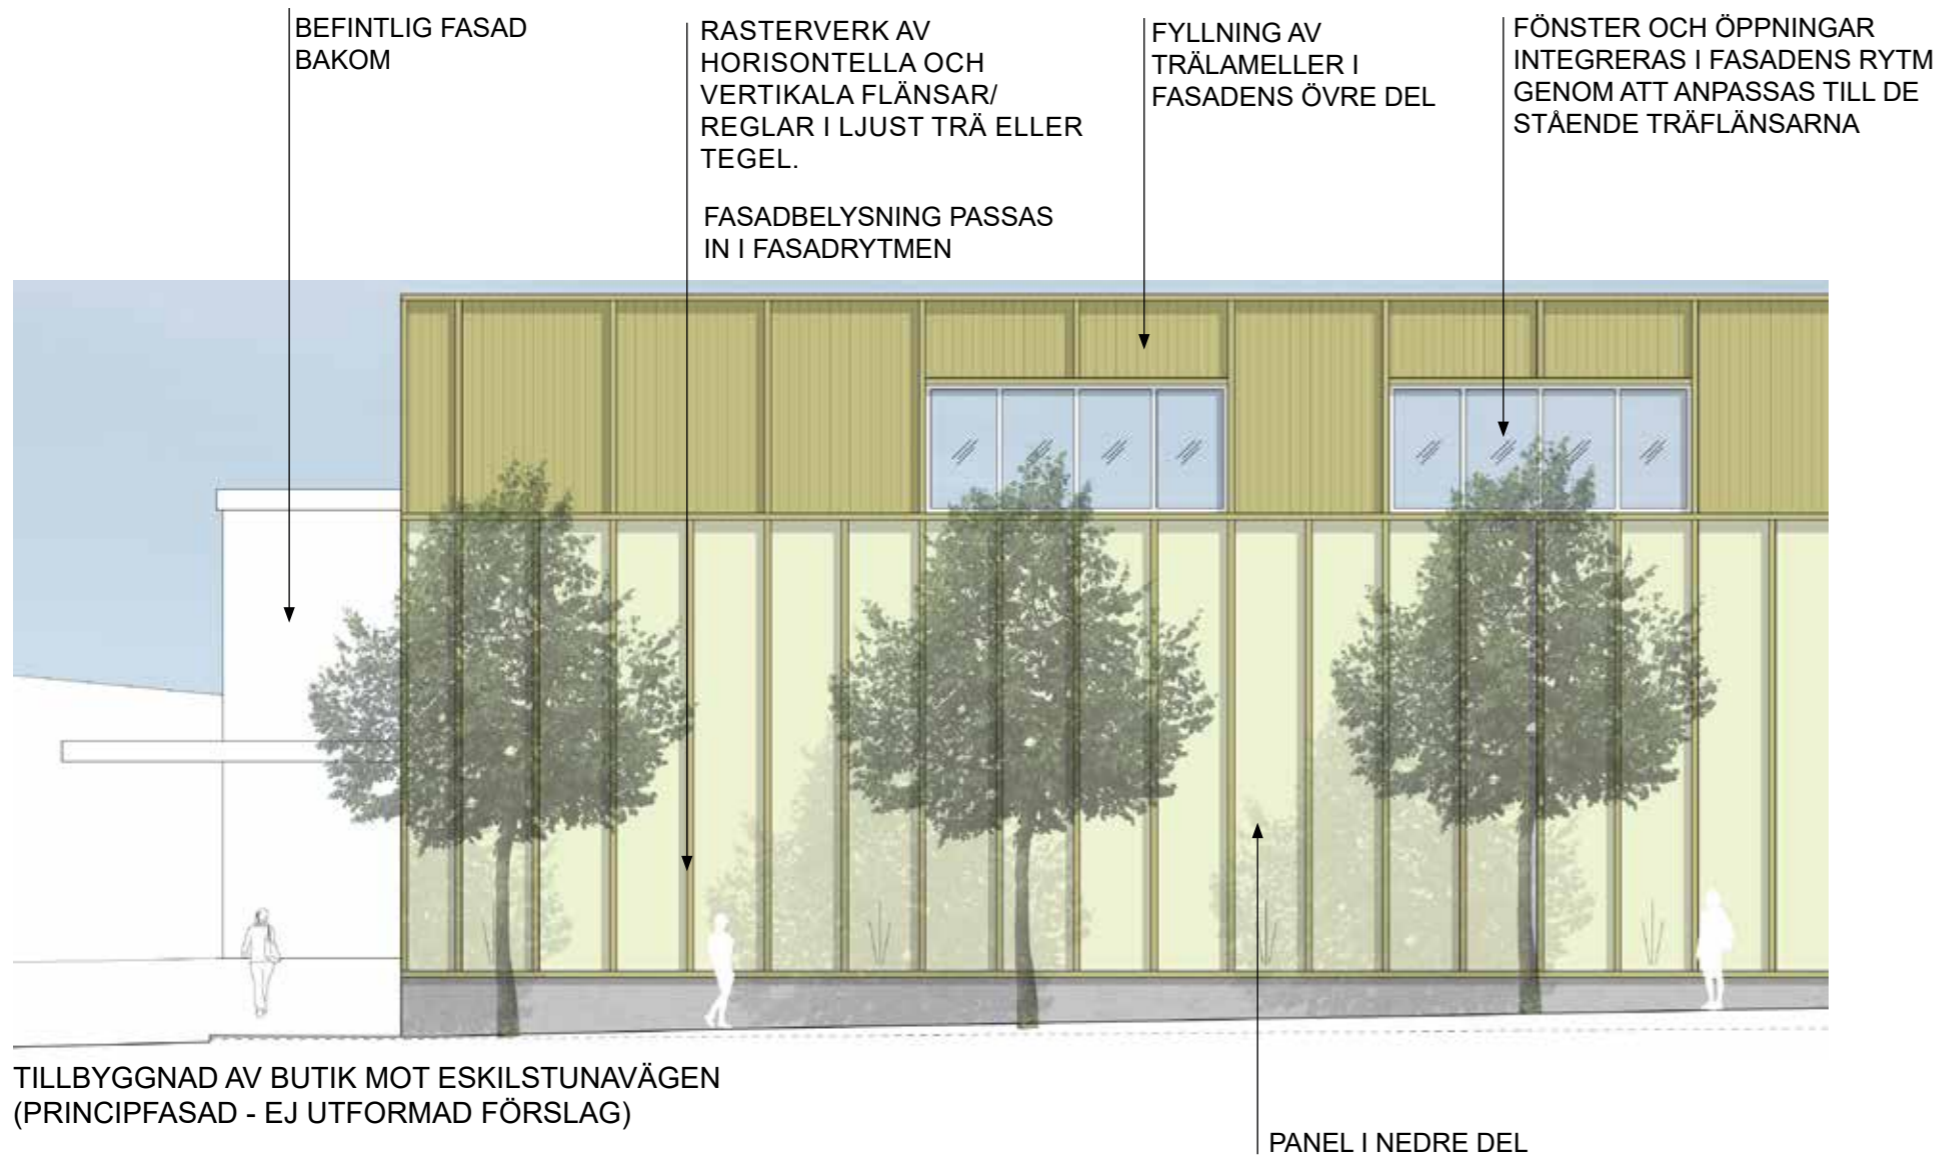 BEFINTLIG FASAD
BAKOM
RASTERVERK AV
HORISONTELLA OCH
VERTIKALA FLÄNSAR/
REGLAR I LJUST TRÄ ELLER
TEGEL.
FASADBELYSNING PASSAS
IN I FASADRYTMEN
FYLLNING AV
TRÄLAMELLER I
FASADENS ÖVRE DEL
FÖNSTER OCH ÖPPNINGAR
INTEGRERAS I FASADENS RYTM
GENOM ATT ANPASSAS TILL DE
STÅENDE TRÄFLÄNSARNA
TILLBYGGNAD AV BUTIK MOT ESKILSTUNAVÄGEN
(PRINCIPFASAD - EJ UTFORMAD FÖRSLAG)
PANEL I NEDRE DEL